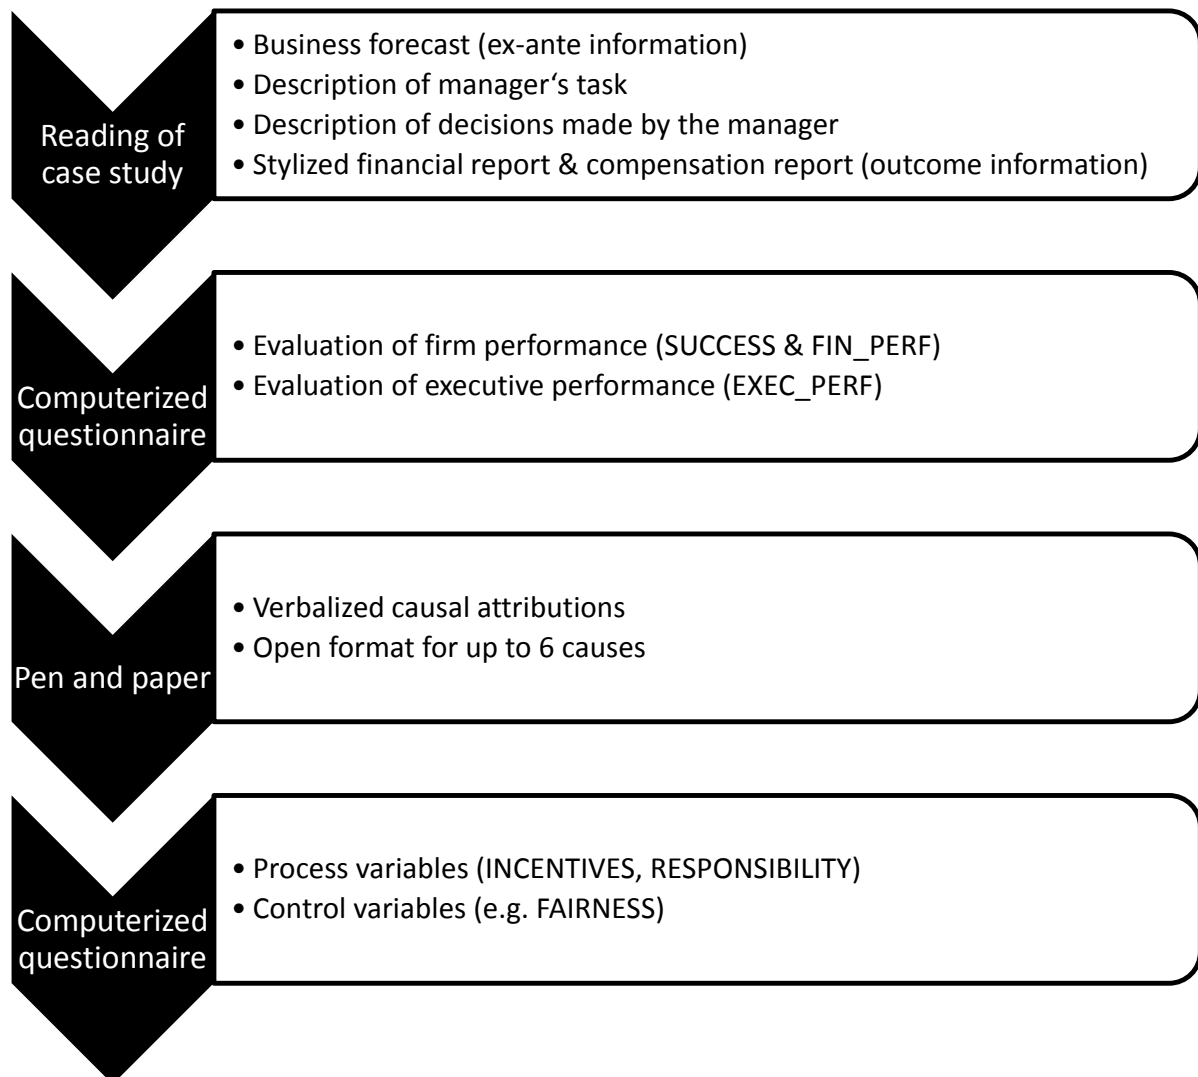 Reading of
case study
• Business forecast (ex-ante information)
• Description of manager‘s task
• Description of decisions made by the manager
• Stylized financial report & compensation report (outcome information)
Computerized
questionnaire
• Evaluation of firm performance (SUCCESS & FIN_PERF)
• Evaluation of executive performance (EXEC_PERF)
Pen and paper
• Verbalized causal attributions
• Open format for up to 6 causes
Computerized
questionnaire
• Process variables (INCENTIVES, RESPONSIBILITY)
• Control variables (e.g. FAIRNESS)